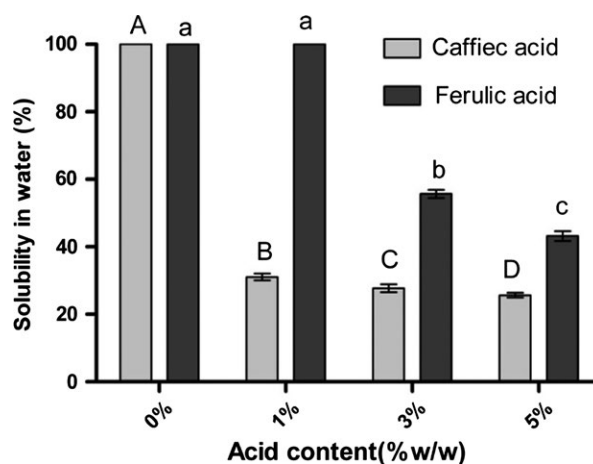 Solubility in water (%)
100
80
60
40
20
0
A
a
B
a
C
b
D
c
Caffiec acid
Ferulic acid
0%
1%
3%
5%
Acid content(%w/w)